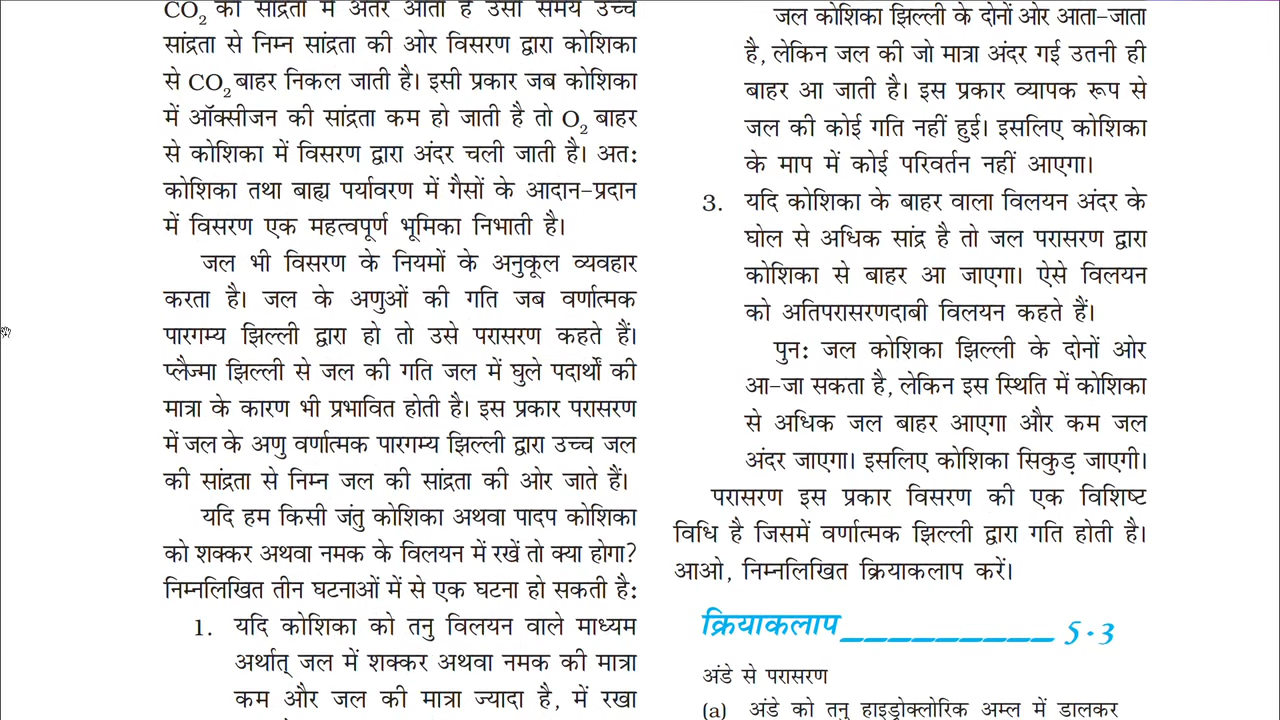 CO2 की सांद्रता में अंतर आता है उसी समय उच्च
सांद्रता से निम्न सांद्रता की ओर विसरण द्वारा कोशिका
से CO2 बाहर निकल जाती है। इसी प्रकार जब कोशिका
में ऑक्सीजन की सांद्रता कम हो जाती है तो O2 बाहर
से कोशिका में विसरण द्वारा अंदर चली जाती है। अतः
कोशिका तथा बाह्य पर्यावरण में गैसों के आदान-प्रदान
में विसरण एक महत्वपूर्ण भूमिका निभाती है।
जल भी विसरण के नियमों के अनुकूल व्यवहार
करता है। जल के अणुओं की गति जब वर्णात्मक
पारगम्य झिल्ली द्वारा हो तो उसे परासरण कहते हैं।
प्लैज्मा झिल्ली से जल की गति जल में घुले पदार्थों की
मात्रा के कारण भी प्रभावित होती है। इस प्रकार परासरण
में जल के अणु वर्णात्मक पारगम्य झिल्ली द्वारा उच्च जल
की सांद्रता से निम्न जल की सांद्रता की ओर जाते हैं।
यदि हम किसी जंतु कोशिका अथवा पादप कोशिका
को शक्कर अथवा नमक के विलयन में रखें तो क्या होगा?
निम्नलिखित तीन घटनाओं में से एक घटना हो सकती है:
1. यदि कोशिका को तनु विलयन वाले माध्यम
अर्थात् जल में शक्कर अथवा नमक की मात्रा
कम और जल की मात्रा ज्यादा है, में रखा
जल कोशिका झिल्ली के दोनों ओर आता-जाता
है, लेकिन जल की जो मात्रा अंदर गई उतनी ही
बाहर आ जाती है। इस प्रकार व्यापक रूप से
जल की कोई गति नहीं हुई। इसलिए कोशिका
के माप में कोई परिवर्तन नहीं आएगा।
3. यदि कोशिका के बाहर वाला विलयन अंदर के
घोल से अधिक सांद्र है तो जल परासरण द्वारा
कोशिका से बाहर आ जाएगा। ऐसे विलयन
को अतिपरासरणदाबी विलयन कहते हैं।
पुन: जल कोशिका झिल्ली के दोनों ओर
आ-जा सकता है, लेकिन इस स्थिति में कोशिका
से अधिक जल बाहर आएगा और कम जल
अंदर जाएगा। इसलिए कोशिका सिकुड़ जाएगी।
परासरण इस प्रकार विसरण की एक विशिष्ट
विधि है जिसमें वर्णात्मक झिल्ली द्वारा गति होती है।
आओ, निम्नलिखित क्रियाकलाप करें।
क्रियाकलाप _________ 5.3
अंडे से परासरण
(a) अंडे को तनु हाइड्रोक्लोरिक अम्ल में डालकर